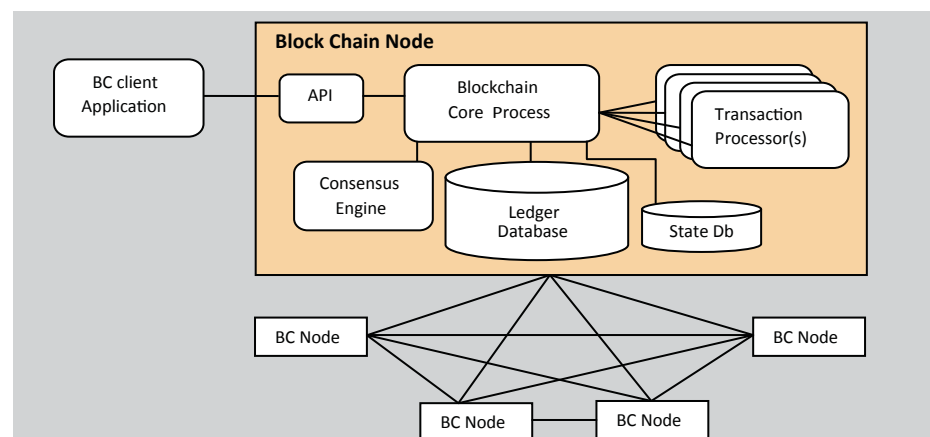 Block Chain Node
BC client
Application
API
Blockchain
Core Process
Transaction
Processor(s)
Consensus
Engine
Ledger
Database
State Db
BC Node
BC Node
BC Node
BC Node